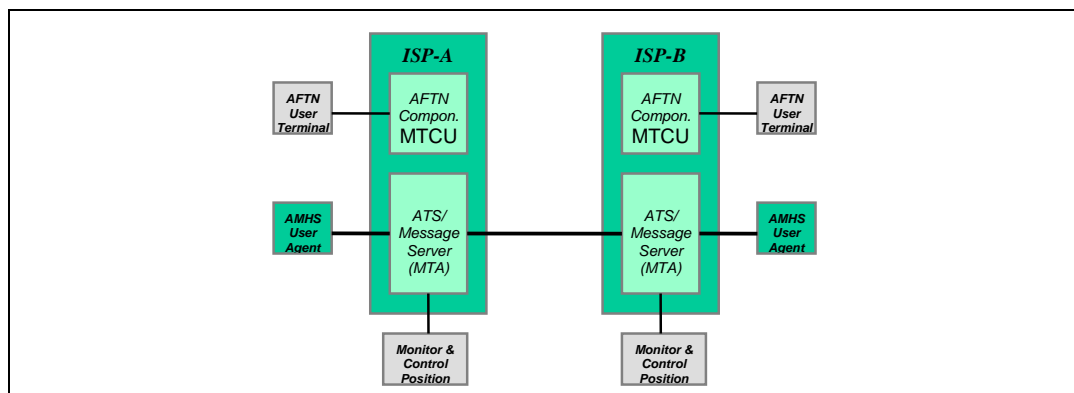 ISP-A
ISP-B
AFTN
User
Terminal
AFTN
Compon.
MTCU
AFTN
Compon.
MTCU
AFTN
User
Terminal
AMHS
User
Agent
ATS/
Message
Server
(MTA)
ATS/
Message
Server
(MTA)
AMHS
User
Agent
Monitor &
Control
Position
Monitor &
Control
Position